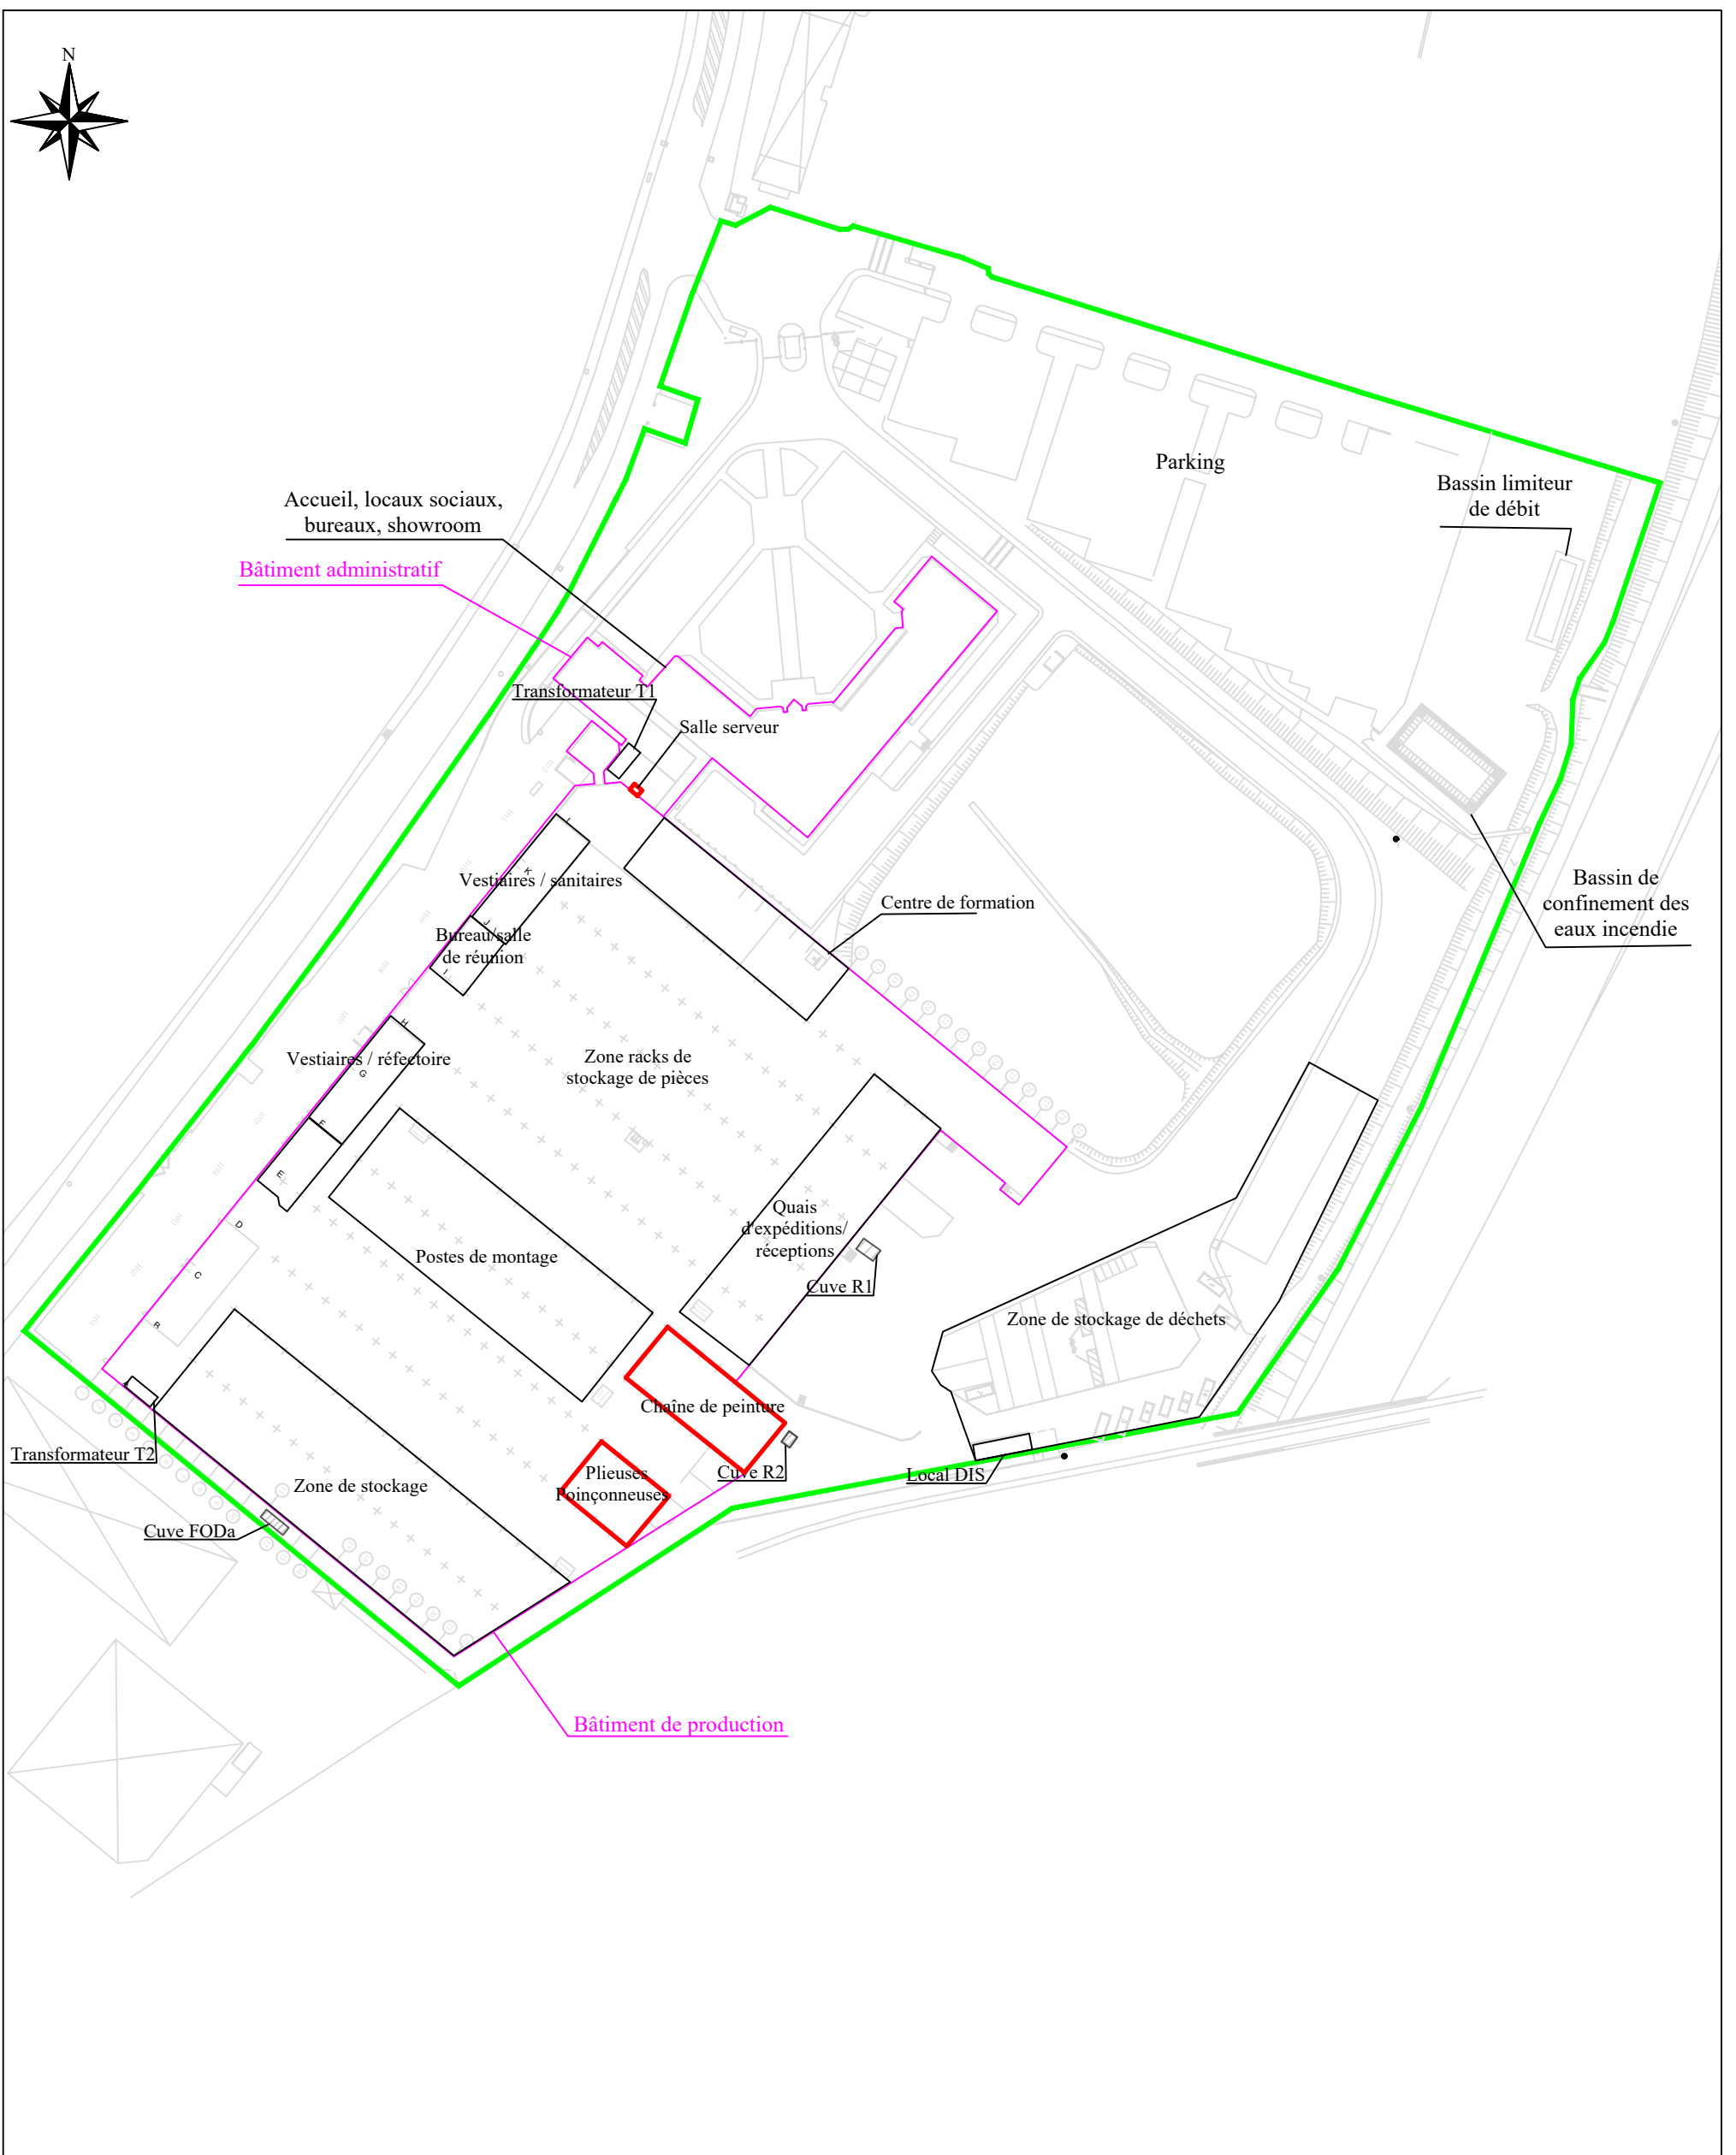 N
Parking
Bassin limiteur
de débit
Accueil, locaux sociaux,
bureaux, showroom
Bâtiment administratif
Transformateur T1
Salle serveur
Vestiaires / sanitaires
K
J
Bureau/salle
de réunion
I
Centre de formation
Bassin de
confinement des
eaux incendie
H
Vestiaires / réfectoire
G
F
E
Zone racks de
stockage de pièces
D
C
Postes de montage
Quais
d'expéditions/
réceptions
Cuve R1
Zone de stockage de déchets
Chaîne de peinture
Transformateur T2
Zone de stockage
Plieuses
Poinçonneuses
Cuve R2
Local DIS
Cuve FODa
Bâtiment de production